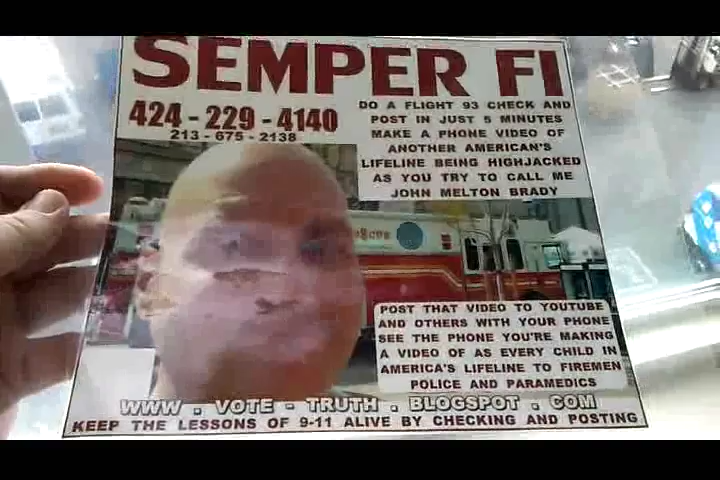 SEMPER FI
424 - 229 - 4140
213 - 675 - 2138
DO A FLIGHT 93 CHECK AND
POST IN JUST 5 MINUTES
MAKE A PHONE VIDEO OF
ANOTHER AMERICAN'S
LIFELINE BEING HIGHJACKED
AS YOU TRY TO CALL ME
JOHN MELTON BRADY
POST THAT VIDEO TO YOUTUBE
AND OTHERS WITH YOUR PHONE
SEE THE PHONE YOU'RE MAKING
A VIDEO OF AS EVERY CHILD IN
AMERICA'S LIFELINE TO FIREMEN
POLICE AND PARAMEDICS
WWW . VOTE - TRUTH . BLOGSPOT . COM
KEEP THE LESSONS OF 9-11 ALIVE BY CHECKING AND POSTING